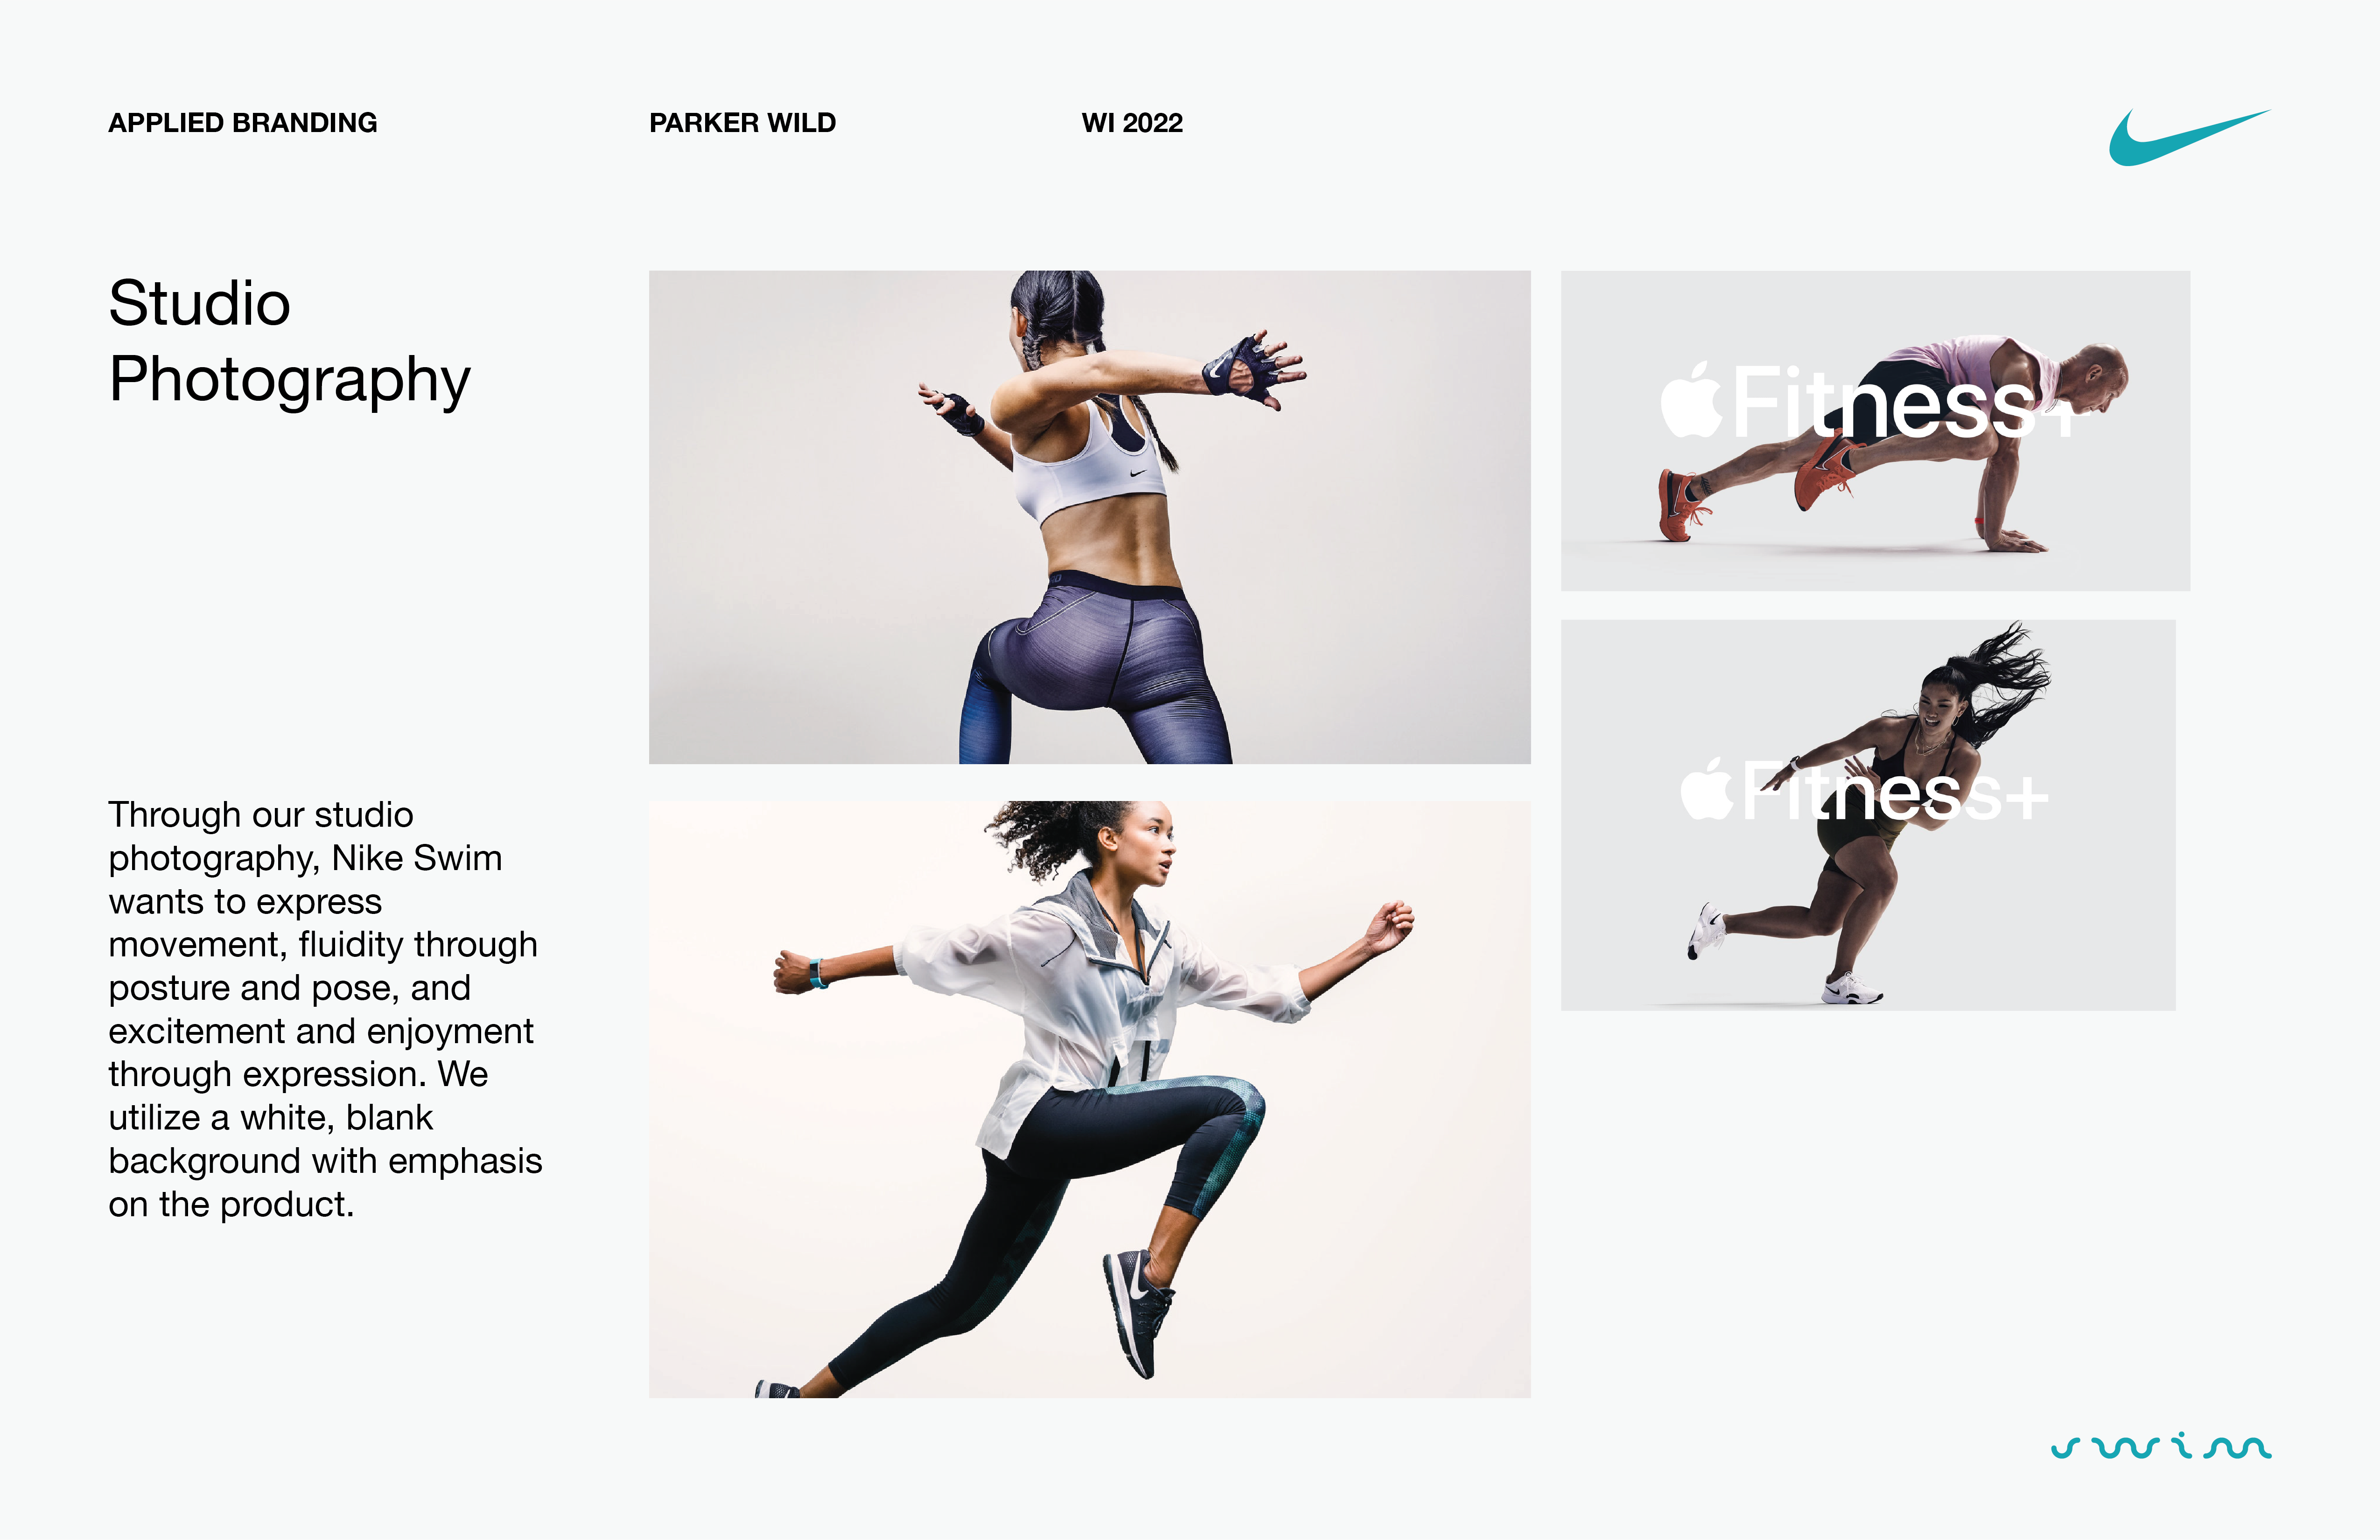 APPLIED BRANDING
PARKER WILD
WI 2022
Studio
Photography
Fitness+
Fitness+
Through our studio
photography, Nike Swim
wants to express
movement, fluidity through
posture and pose, and
excitement and enjoyment
through expression. We
utilize a white, blank
background with emphasis
on the product.
swim